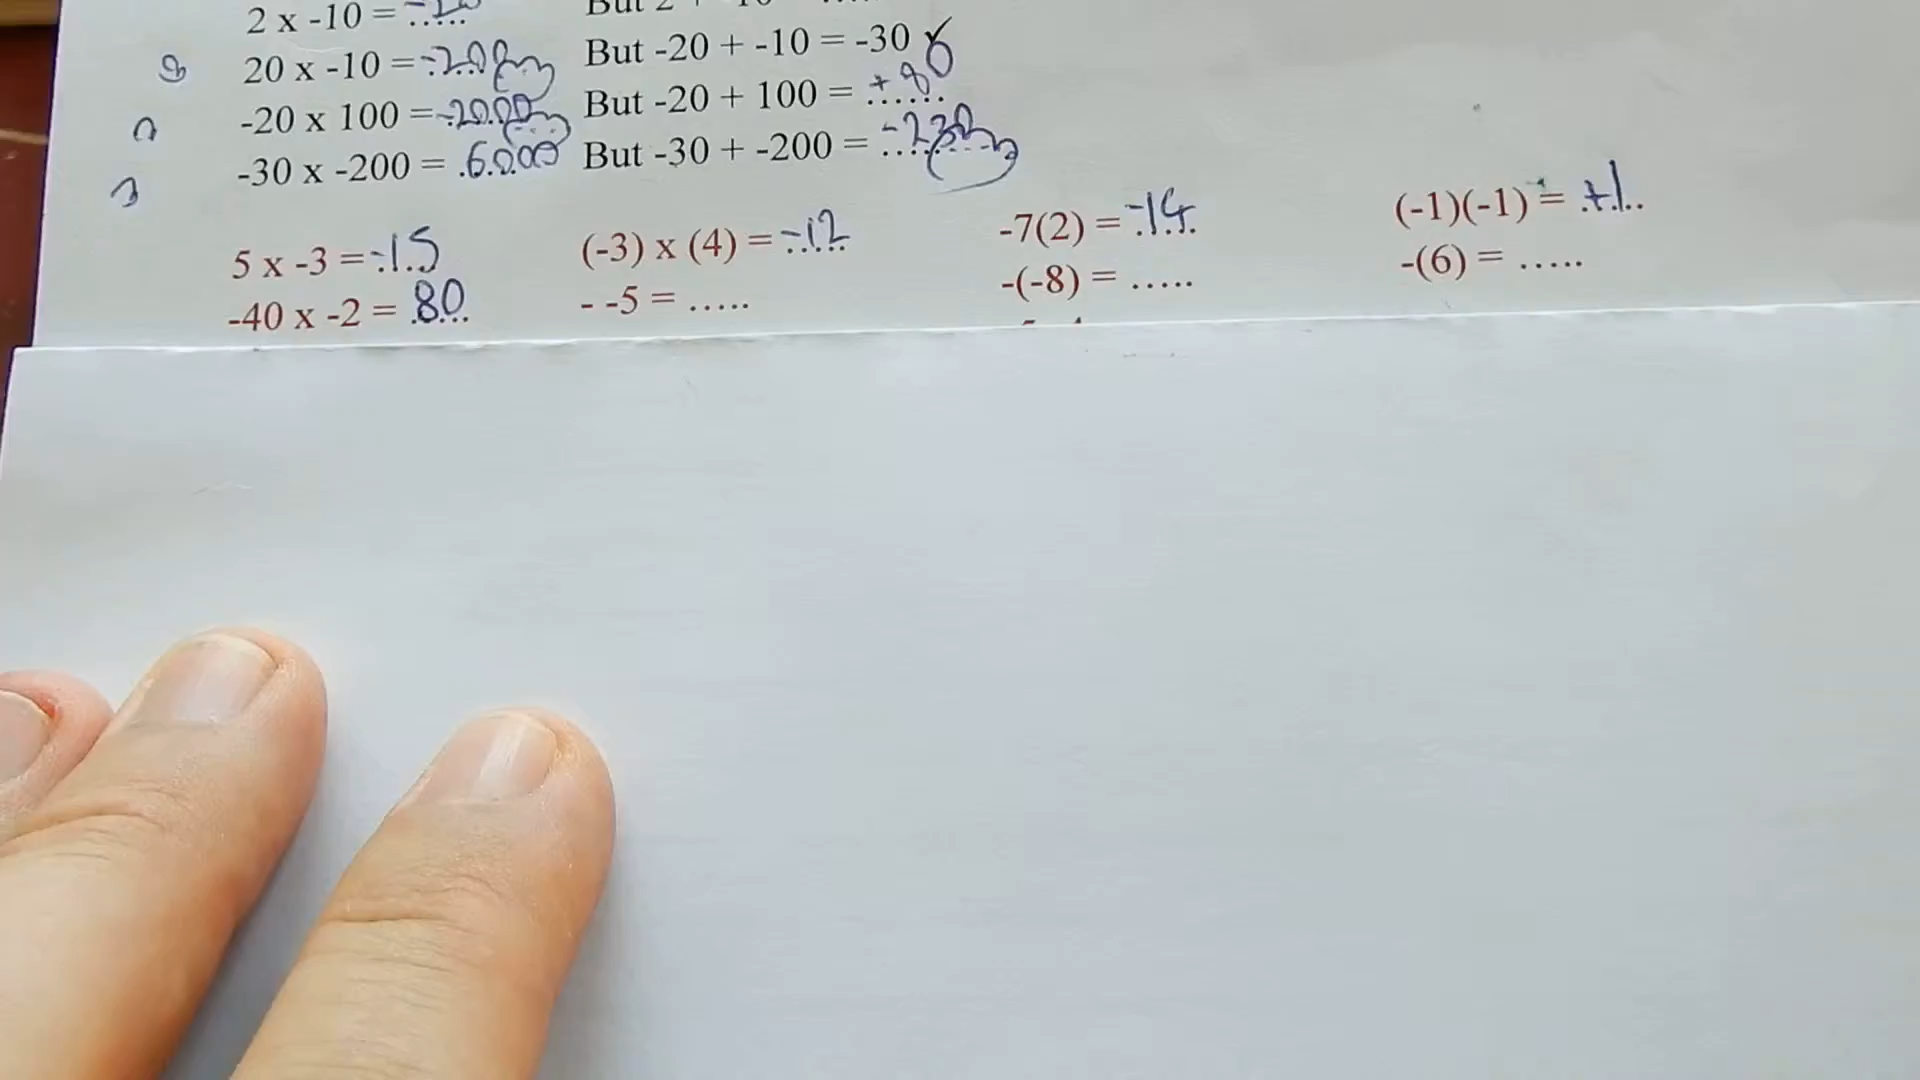 2 x -10 = -20
20 x -10 = -200 But -20 + -10 = -30
-20 x 100 = -2000 But -20 + 100 = +80
-30 x -200 = 6000 But -30 + -200 = -230
5 x -3 = -15 (-3) x (4) = -12 -7(2) = -14 (-1)(-1) = +1
-40 x -2 = 80 - -5 = ..... -(-8) = ..... -(6) = .....